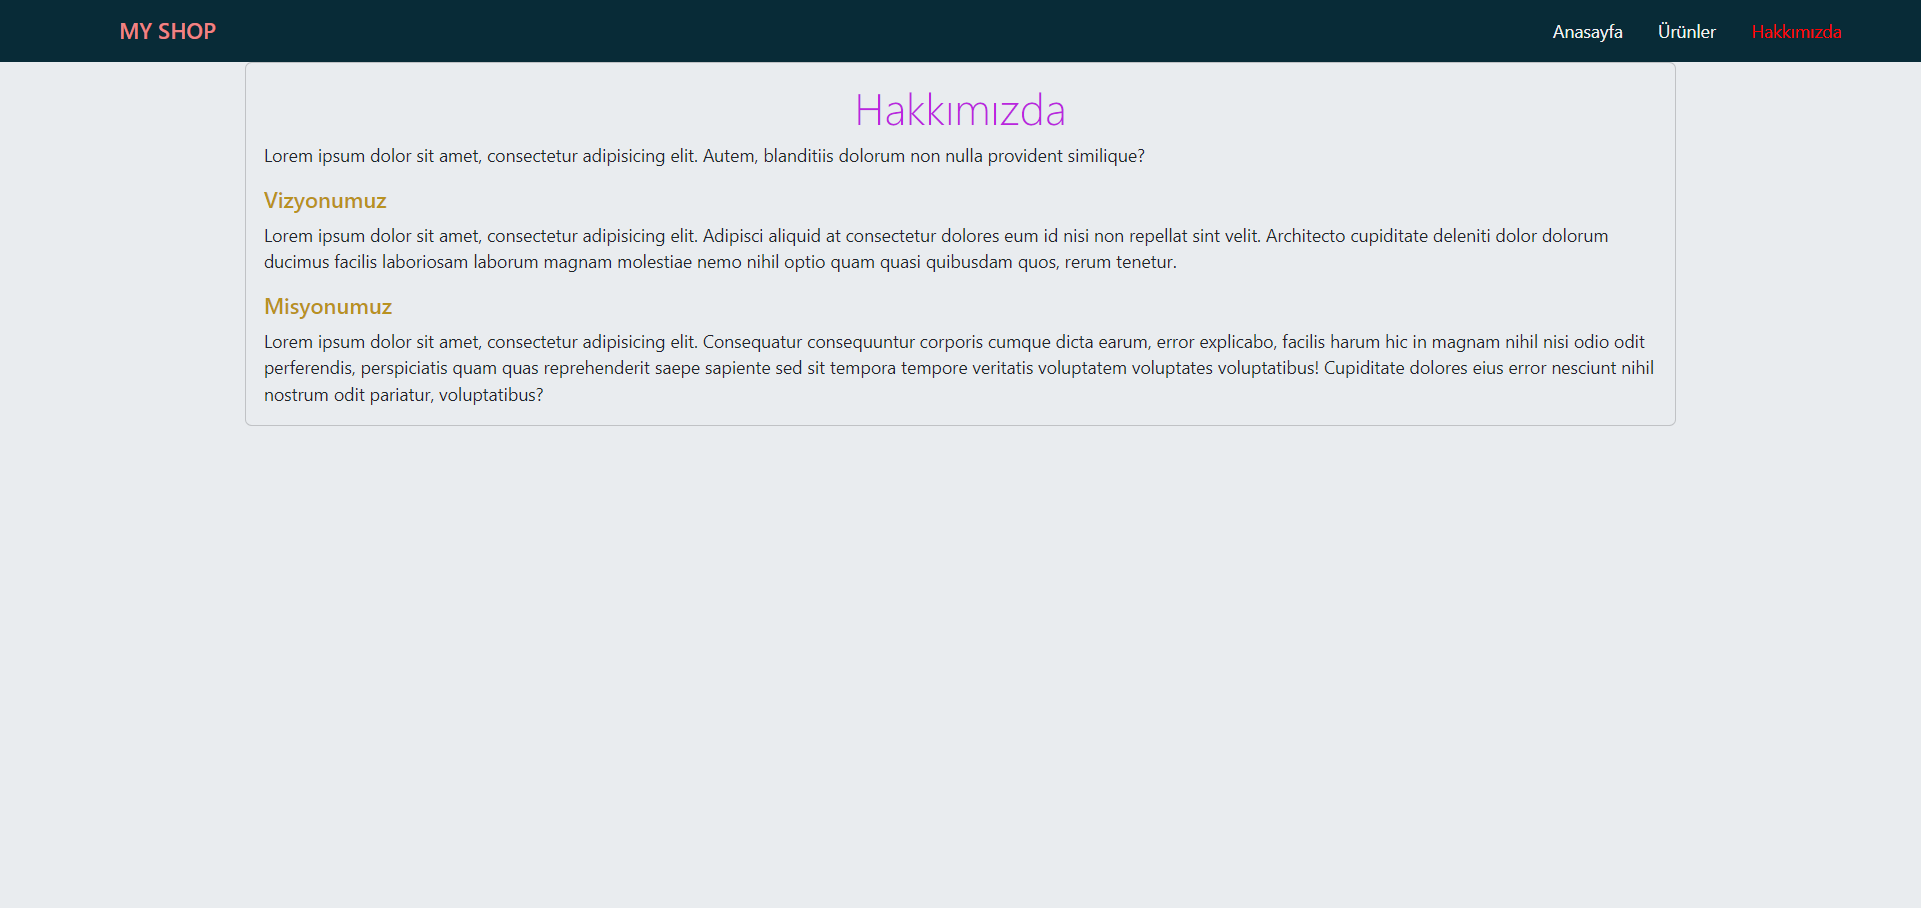 MY SHOP
Anasayfa
Ürünler
Hakkımızda
Hakkımızda
Lorem ipsum dolor sit amet, consectetur adipisicing elit. Autem, blanditiis dolorum non nulla provident similique?
Vizyonumuz
Lorem ipsum dolor sit amet, consectetur adipisicing elit. Adipisci aliquid at consectetur dolores eum id nisi non repellat sint velit. Architecto cupiditate deleniti dolor dolorum
ducimus facilis laboriosam laborum magnam molestiae nemo nihil optio quam quasi quibusdam quos, rerum tenetur.
Misyonumuz
Lorem ipsum dolor sit amet, consectetur adipisicing elit. Consequatur consequuntur corporis cumque dicta earum, error explicabo, facilis harum hic in magnam nihil nisi odio odit
perferendis, perspiciatis quam quas reprehenderit saepe sapiente sed sit tempora tempore veritatis voluptatem voluptates voluptatibus! Cupiditate dolores eius error nesciunt nihil
nostrum odit pariatur, voluptatibus?